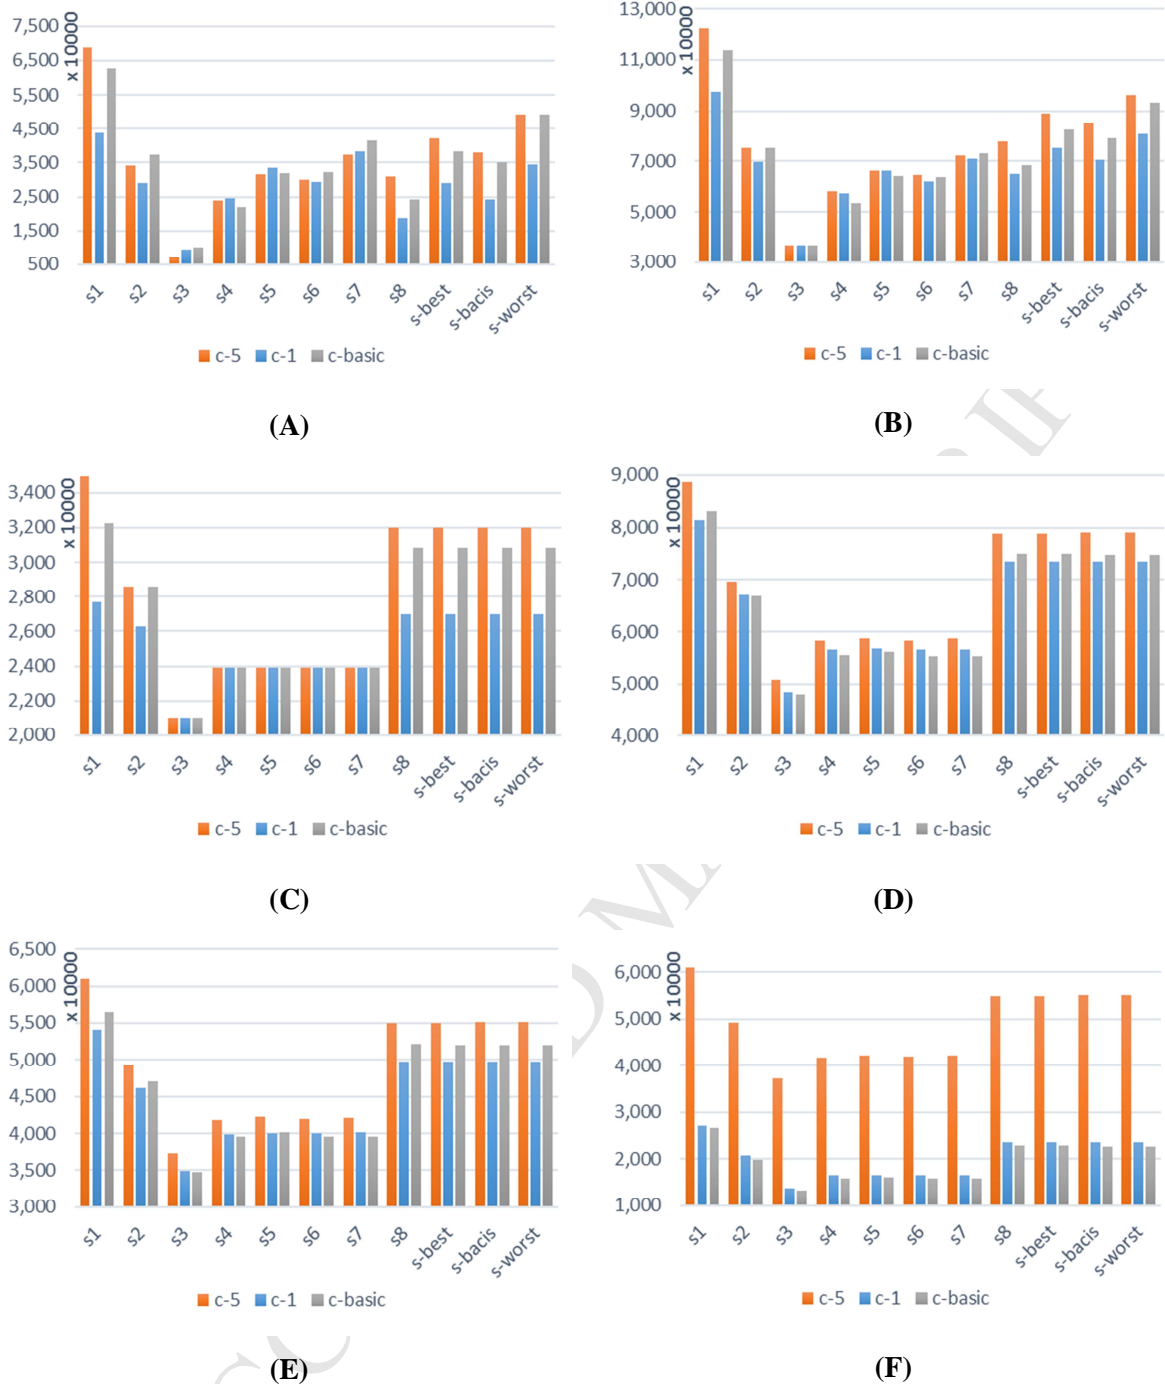 7,500
6,500
5,500
4,500
3,500
2,500
1,500
500
x 10000
s1 s2 s3 s4 s5 s6 s7 s8 s-best s-bacis s-worst
c-5 c-1 c-basic
(A)
13,000
11,000
9,000
7,000
5,000
3,000
x 10000
s1 s2 s3 s4 s5 s6 s7 s8 s-best s-bacis s-worst
c-5 c-1 c-basic
(B)
3,400
3,200
3,000
2,800
2,600
2,400
2,200
2,000
x 10000
s1 s2 s3 s4 s5 s6 s7 s8 s-best s-bacis s-worst
c-5 c-1 c-basic
(C)
9,000
8,000
7,000
6,000
5,000
4,000
x 10000
s1 s2 s3 s4 s5 s6 s7 s8 s-best s-bacis s-worst
c-5 c-1 c-basic
(D)
6,500
6,000
5,500
5,000
4,500
4,000
3,500
3,000
x 10000
s1 s2 s3 s4 s5 s6 s7 s8 s-best s-bacis s-worst
c-5 c-1 c-basic
(E)
6,000
5,000
4,000
3,000
2,000
1,000
x 10000
s1 s2 s3 s4 s5 s6 s7 s8 s-best s-bacis s-worst
c-5 c-1 c-basic
(F)